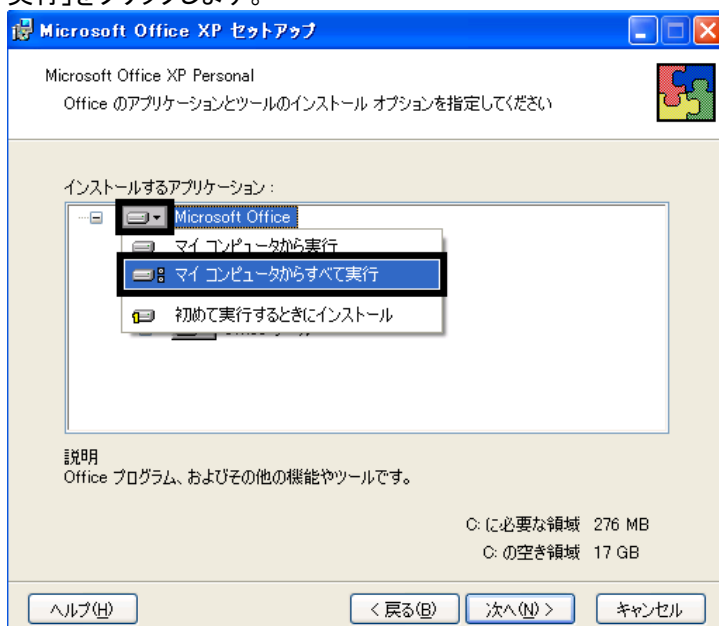 実行」をクリックします。
Microsoft Office XP セットアップ
Microsoft Office XP Personal
Office のアプリケーションとツールのインストール オプションを指定してください
インストールするアプリケーション :
Microsoft Office
マイ コンピュータから実行
マイ コンピュータからすべて実行
初めて実行するときにインストール
説明
Office プログラム、およびその他の機能やツールです。
C: に必要な領域 276 MB
C: の空き領域 17 GB
ヘルプ(H)
< 戻る(B)
次へ(N) >
キャンセル